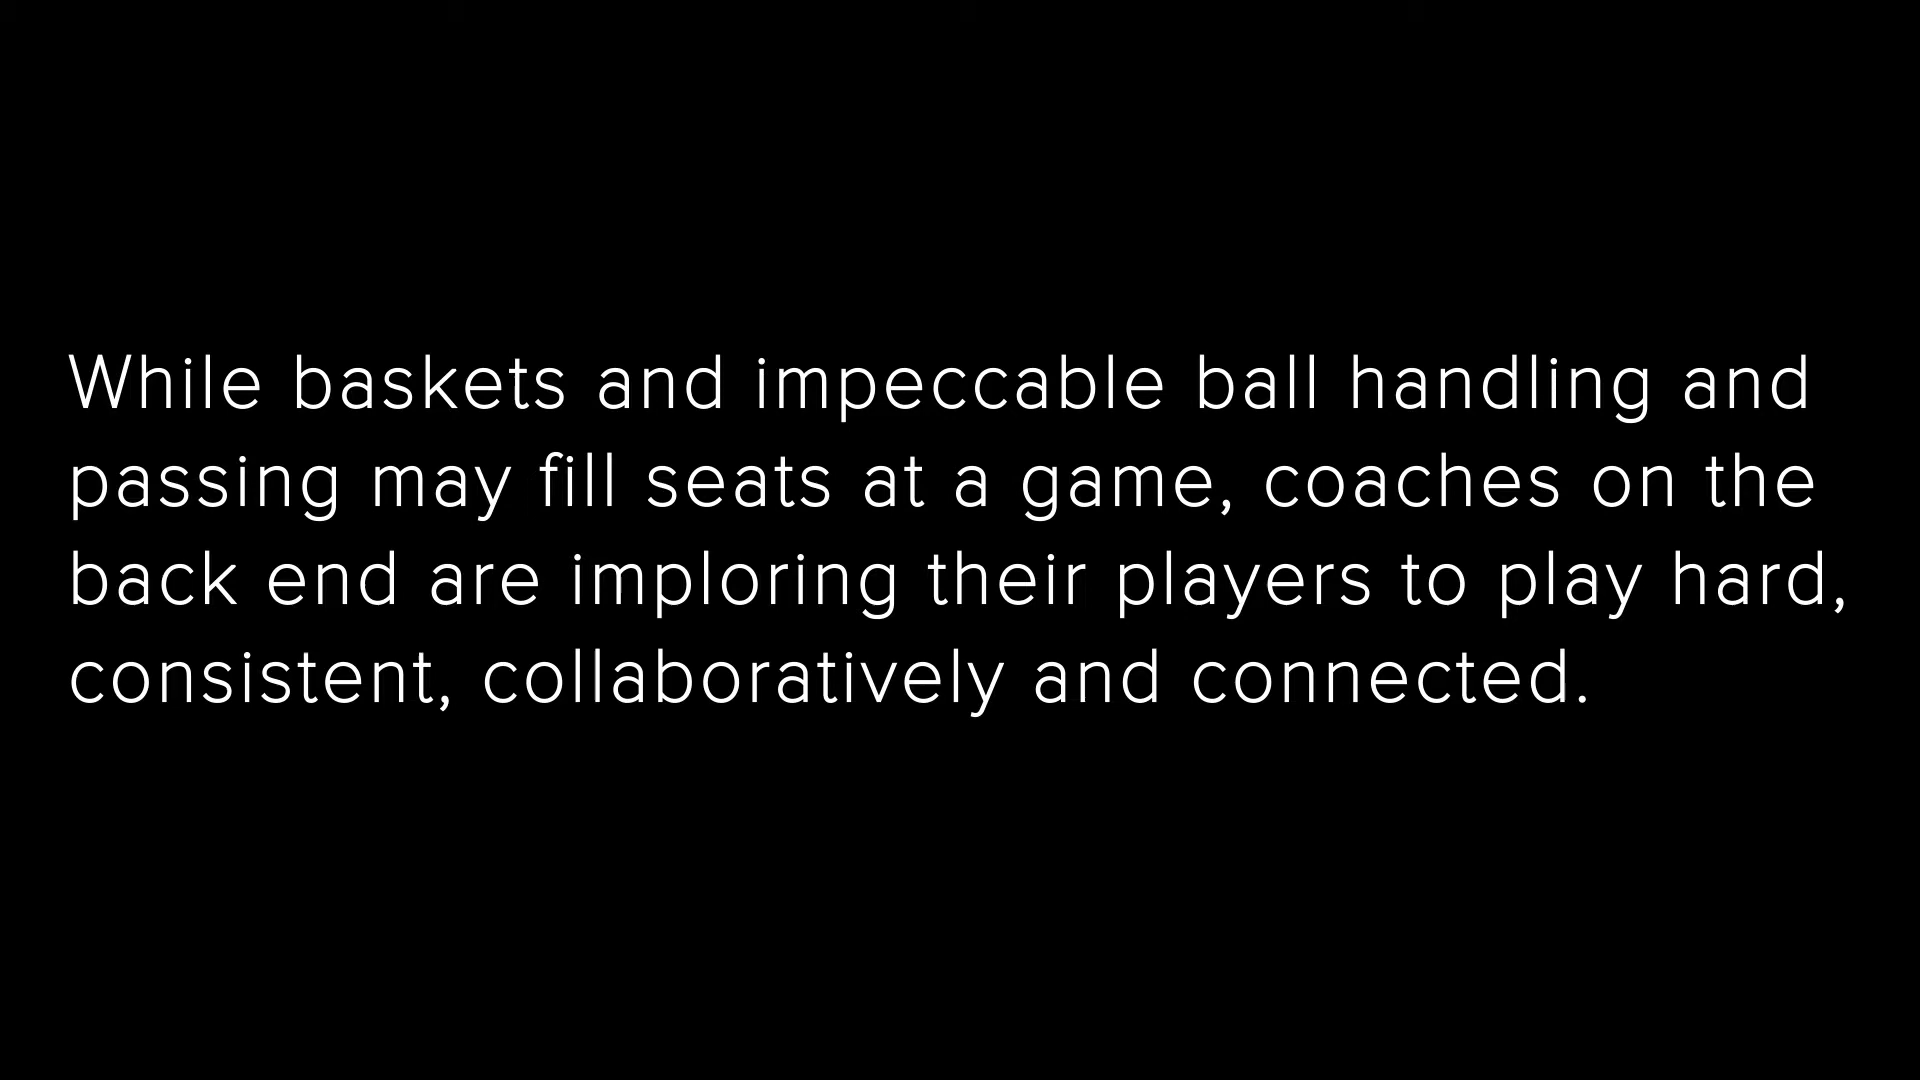 While baskets and impeccable ball handling and
passing may fill seats at a game, coaches on the
back end are imploring their players to play hard,
consistent, collaboratively and connected.